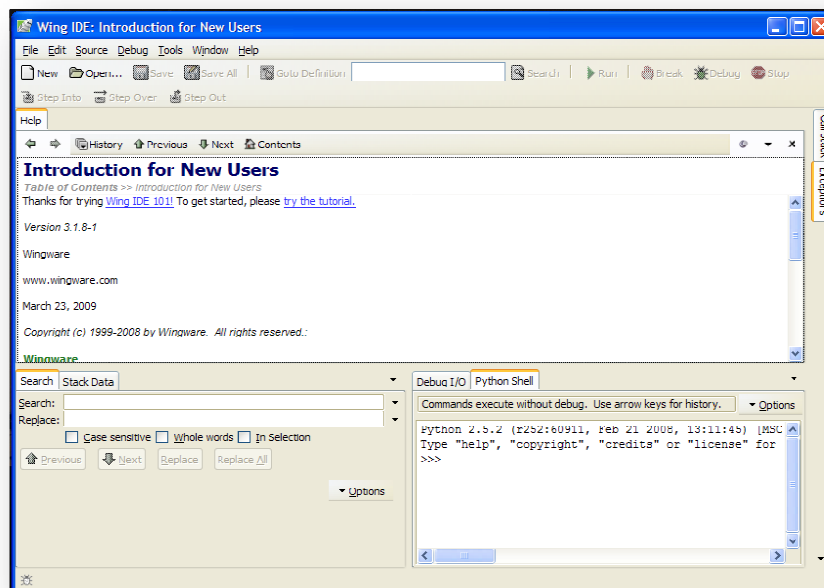 Wing IDE: Introduction for New Users
File Edit Source Debug Tools Window Help
New Open... Save Save All Goto Definition Search Run Break Debug Stop
Step Into Step Over Step Out
Help
History Previous Next Contents
Introduction for New Users
Table of Contents >> Introduction for New Users
Thanks for trying Wing IDE 101! To get started, please try the tutorial.
Version 3.1.8-1
Wingware
www.wingware.com
March 23, 2009
Copyright (c) 1999-2008 by Wingware. All rights reserved.:
Wingware
Call Stack
Exceptions
Search Stack Data
Search:
Replace:
Case sensitive Whole words In Selection
Previous Next Replace Replace All
Options
Debug I/O Python Shell
Commands execute without debug. Use arrow keys for history. Options
Python 2.5.2 (r252:60911, Feb 21 2008, 13:11:45) [MSC
Type "help", "copyright", "credits" or "license" for
>>>